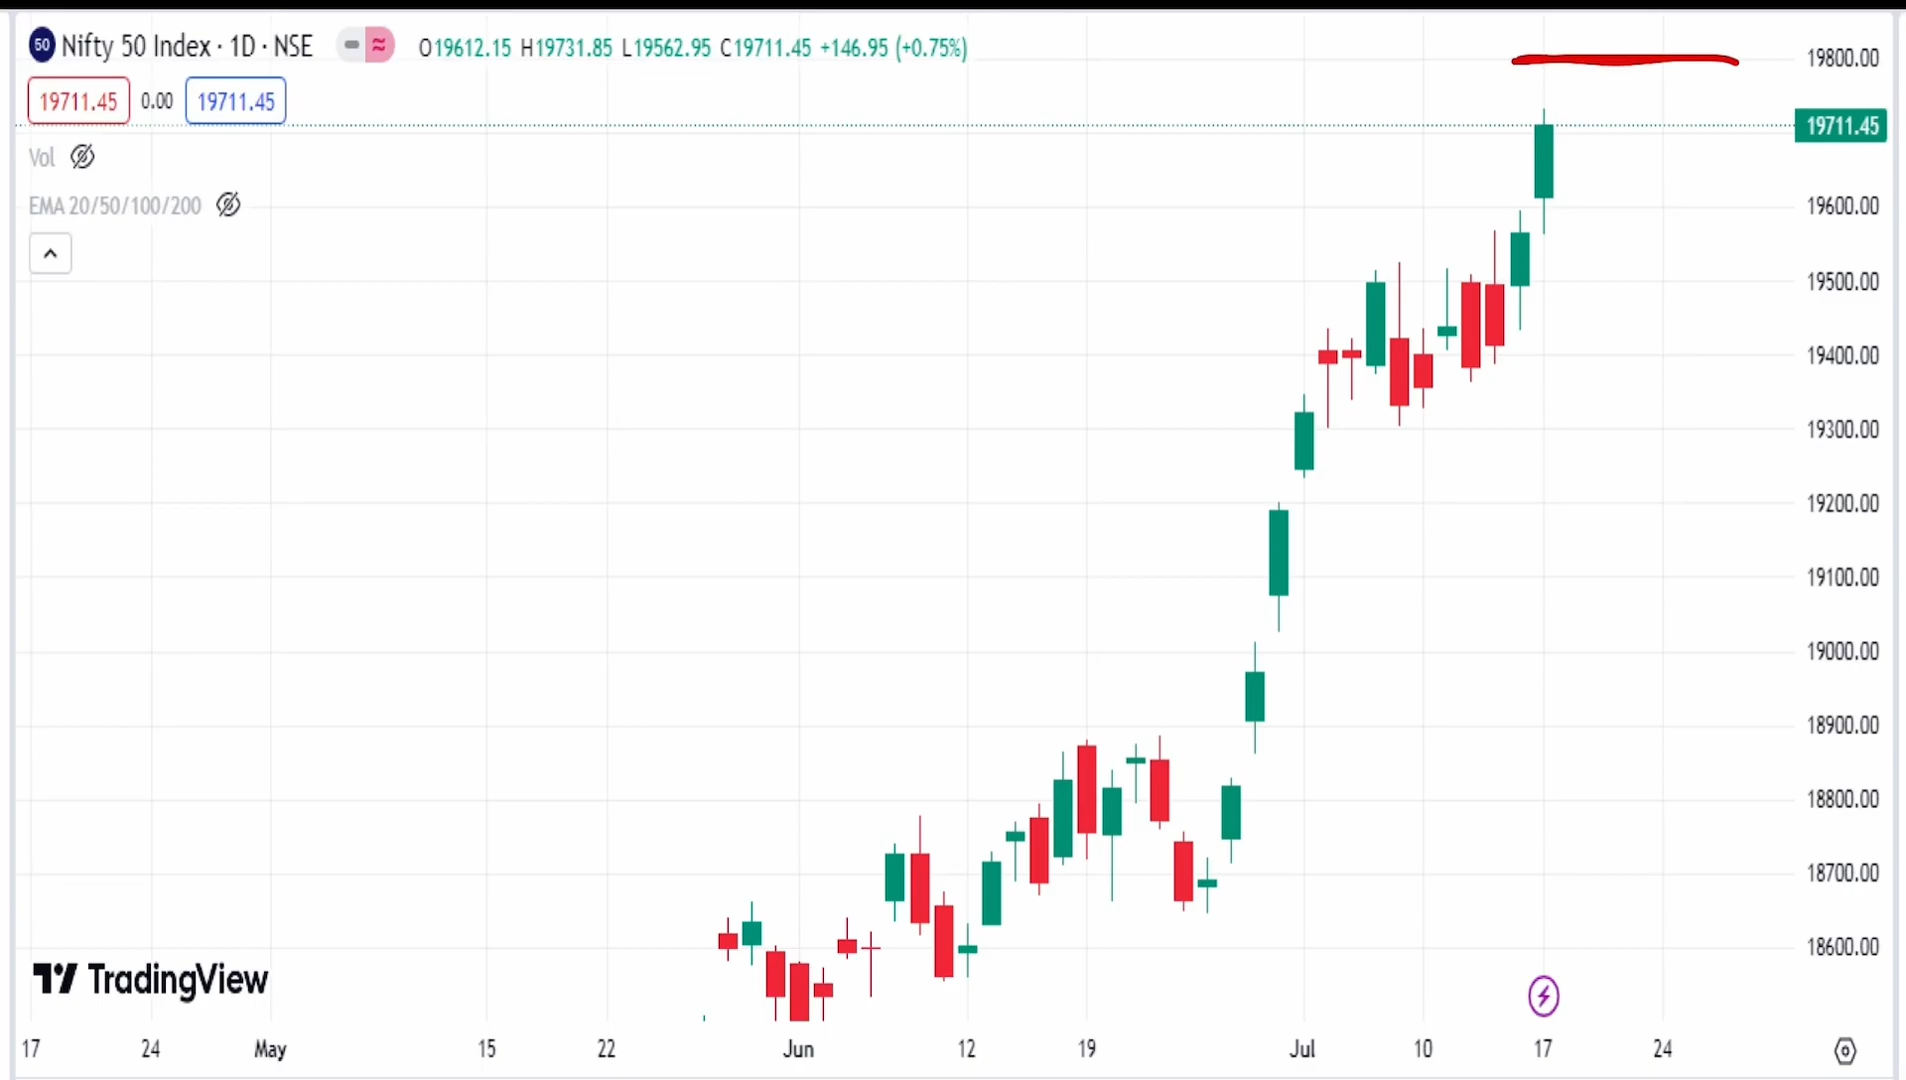 50 Nifty 50 Index · 1D · NSE O19612.15 H19731.85 L19562.95 C19711.45 +146.95 (+0.75%)
19711.45 0.00 19711.45
Vol
EMA 20/50/100/200
19800.00
19711.45
19600.00
19500.00
19400.00
19300.00
19200.00
19100.00
19000.00
18900.00
18800.00
18700.00
18600.00
TradingView
17 24 May 15 22 Jun 12 19 Jul 10 17 24